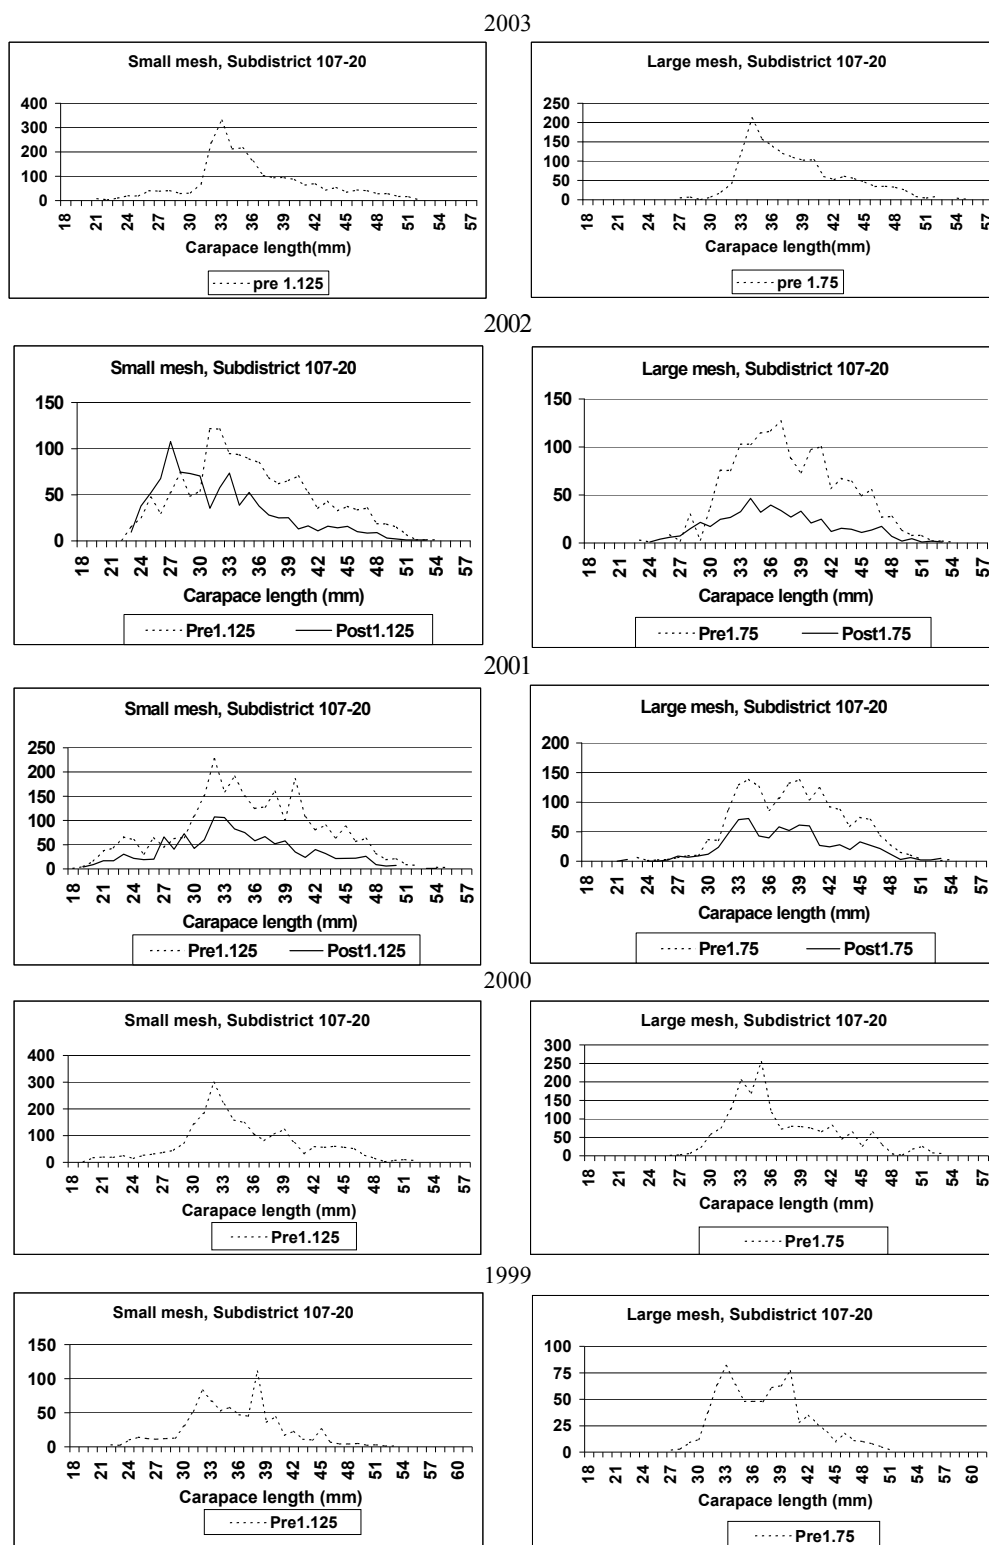 2003
Small mesh, Subdistrict 107-20
400
300
200
100
0
18 21 24 27 30 33 36 39 42 45 48 51 54 57
Carapace length(mm)
pre 1.125
Large mesh, Subdistrict 107-20
250
200
150
100
50
0
18 21 24 27 30 33 36 39 42 45 48 51 54 57
Carapace length(mm)
pre 1.75
2002
Small mesh, Subdistrict 107-20
150
100
50
0
18 21 24 27 30 33 36 39 42 45 48 51 54 57
Carapace length (mm)
Pre1.125 Post1.125
Large mesh, Subdistrict 107-20
150
100
50
0
18 21 24 27 30 33 36 39 42 45 48 51 54 57
Carapace length (mm)
Pre1.75 Post1.75
2001
Small mesh, Subdistrict 107-20
250
200
150
100
50
0
18 21 24 27 30 33 36 39 42 45 48 51 54 57
Carapace length (mm)
Pre1.125 Post1.125
Large mesh, Subdistrict 107-20
200
150
100
50
0
18 21 24 27 30 33 36 39 42 45 48 51 54 57
Carapace length (mm)
Pre1.75 Post1.75
2000
Small mesh, Subdistrict 107-20
400
300
200
100
0
18 21 24 27 30 33 36 39 42 45 48 51 54 57
Carapace length (mm)
Pre1.125
Large mesh, Subdistrict 107-20
300
250
200
150
100
50
0
18 21 24 27 30 33 36 39 42 45 48 51 54 57
Carapace length (mm)
Pre1.75
1999
Small mesh, Subdistrict 107-20
150
100
50
0
18 21 24 27 30 33 36 39 42 45 48 51 54 57 60
Carapace length (mm)
Pre1.125
Large mesh, Subdistrict 107-20
100
75
50
25
0
18 21 24 27 30 33 36 39 42 45 48 51 54 57 60
Carapace length (mm)
Pre1.75